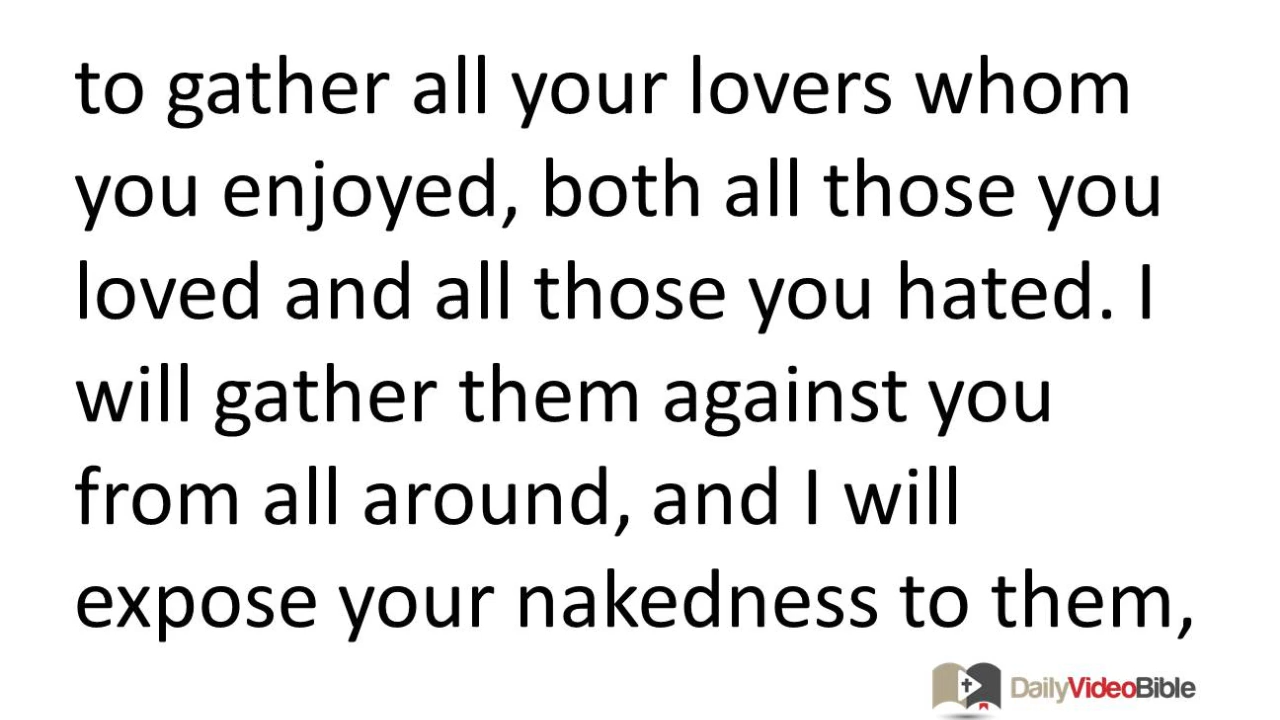 to gather all your lovers whom
you enjoyed, both all those you
loved and all those you hated. I
will gather them against you
from all around, and I will
expose your nakedness to them,
DailyVideoBible